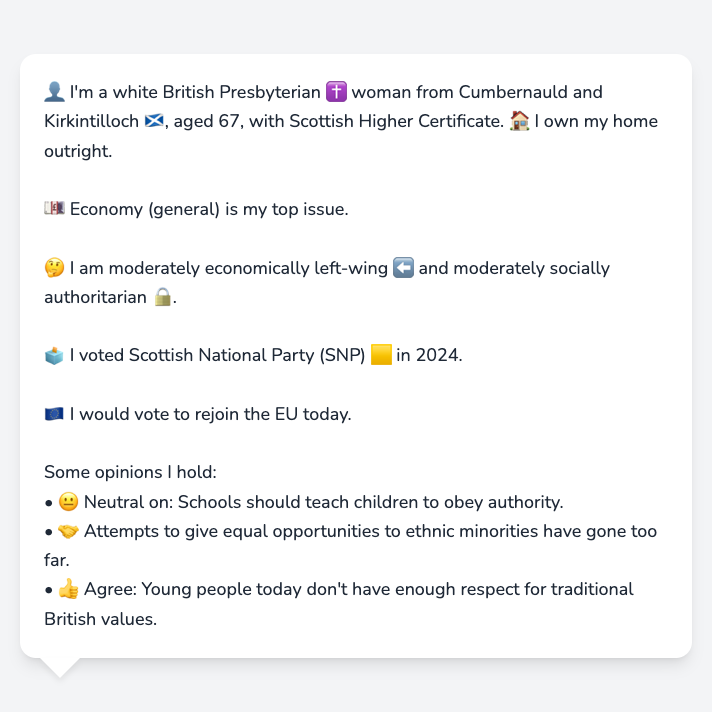 👤 I'm a white British Presbyterian ✝️ woman from Cumbernauld and
Kirkintilloch 🏴󠁧󠁢󠁳󠁣󠁴󠁿, aged 67, with Scottish Higher Certificate. 🏠 I own my home
outright.
💷 Economy (general) is my top issue.
🤔 I am moderately economically left-wing ⬅️ and moderately socially
authoritarian 🔒.
🗳️ I voted Scottish National Party (SNP) 🟨 in 2024.
🇪🇺 I would vote to rejoin the EU today.
Some opinions I hold:
• 😐 Neutral on: Schools should teach children to obey authority.
• 🤝 Attempts to give equal opportunities to ethnic minorities have gone too
far.
• 👍 Agree: Young people today don't have enough respect for traditional
British values.